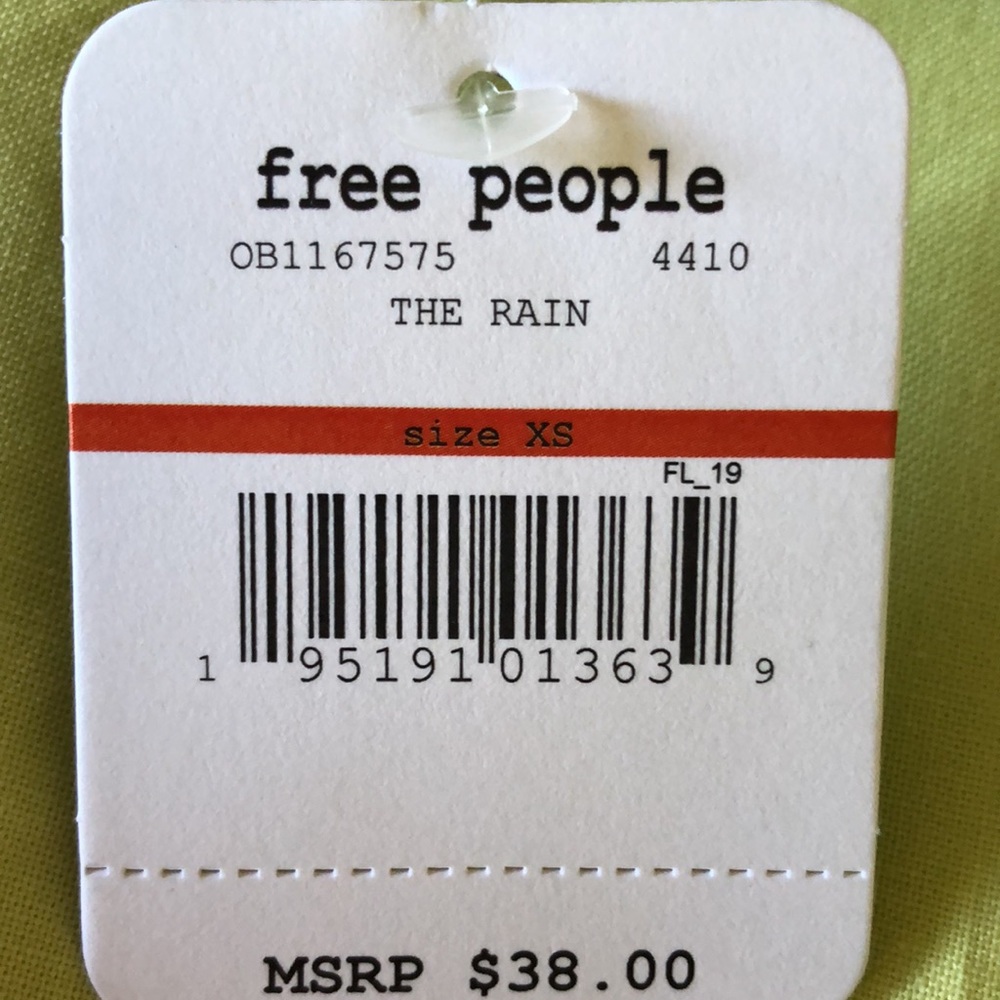 free people
OB1167575 4410
THE RAIN
size XS
FL_19
1 95191 01363 9
MSRP $38.00